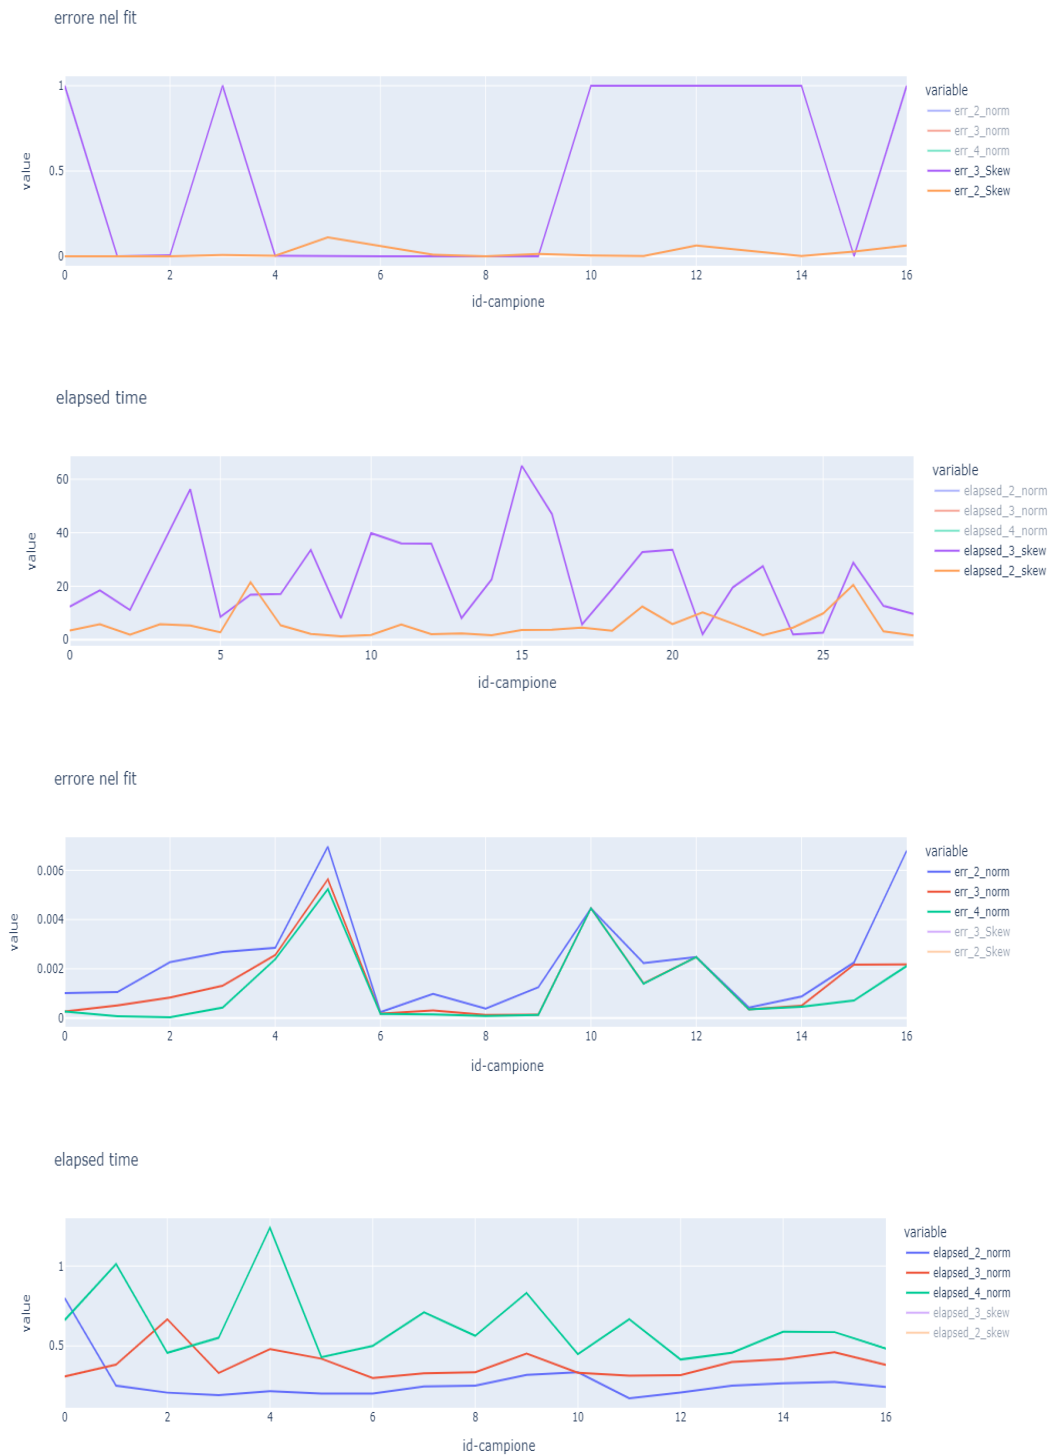 errore nel fit
variable
err_2_norm
err_3_norm
err_4_norm
err_3_Skew
err_2_Skew
value
1
0.5
0
0 2 4 6 8 10 12 14 16
id-campione
elapsed time
variable
elapsed_2_norm
elapsed_3_norm
elapsed_4_norm
elapsed_3_skew
elapsed_2_skew
value
60
40
20
0
0 5 10 15 20 25
id-campione
errore nel fit
variable
err_2_norm
err_3_norm
err_4_norm
err_3_Skew
err_2_Skew
value
0.006
0.004
0.002
0
0 2 4 6 8 10 12 14 16
id-campione
elapsed time
variable
elapsed_2_norm
elapsed_3_norm
elapsed_4_norm
elapsed_3_skew
elapsed_2_skew
value
1
0.5
0 2 4 6 8 10 12 14 16
id-campione